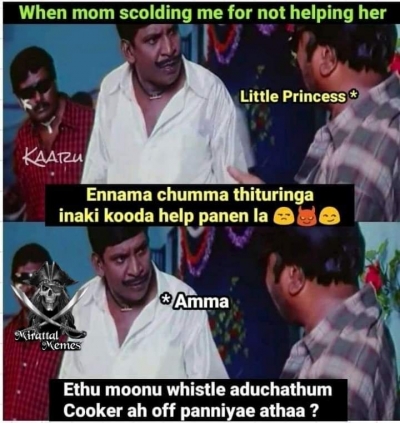 When mom scolding me for not helping her
Little Princess*
KAARU
Ennama chumma thituringa
inaki kooda help panen la 😒👿😊
*Amma
Mirattal
Memes
Ethu moonu whistle aduchathum
Cooker ah off panniyae athaa ?